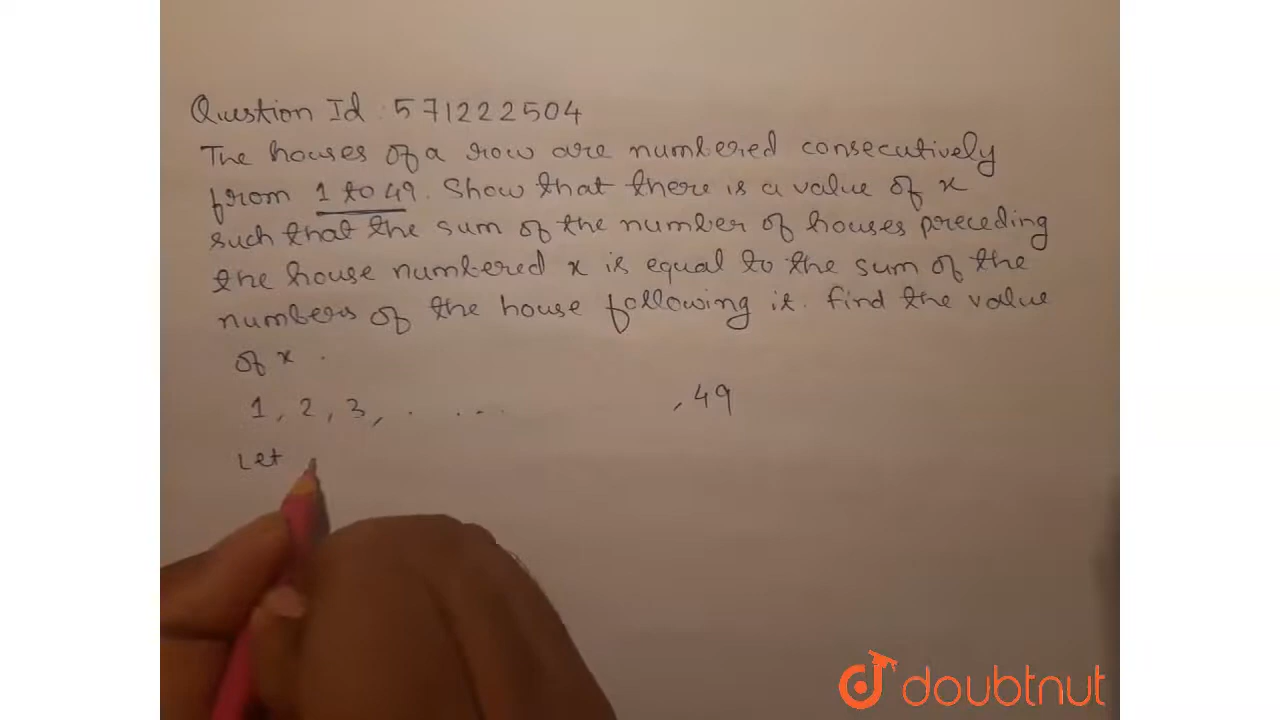 Question Id : 571222504
The houses of a row are numbered consecutively
from 1 to 49. Show that there is a value of x
such that the sum of the number of houses preceding
the house numbered x is equal to the sum of the
numbers of the house following it. find the value
of x.
1, 2, 3, . ... , 49
Let
doubtnut